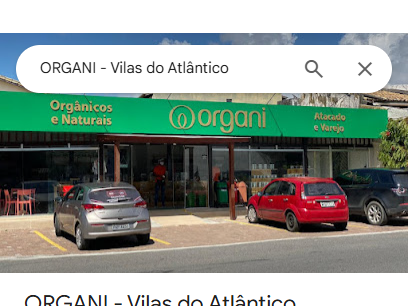 ORGANI - Vilas do Atlântico
Orgânicos
e Naturais
organi
Atacado
e Varejo
ORGANI - Vilas do Atlântico